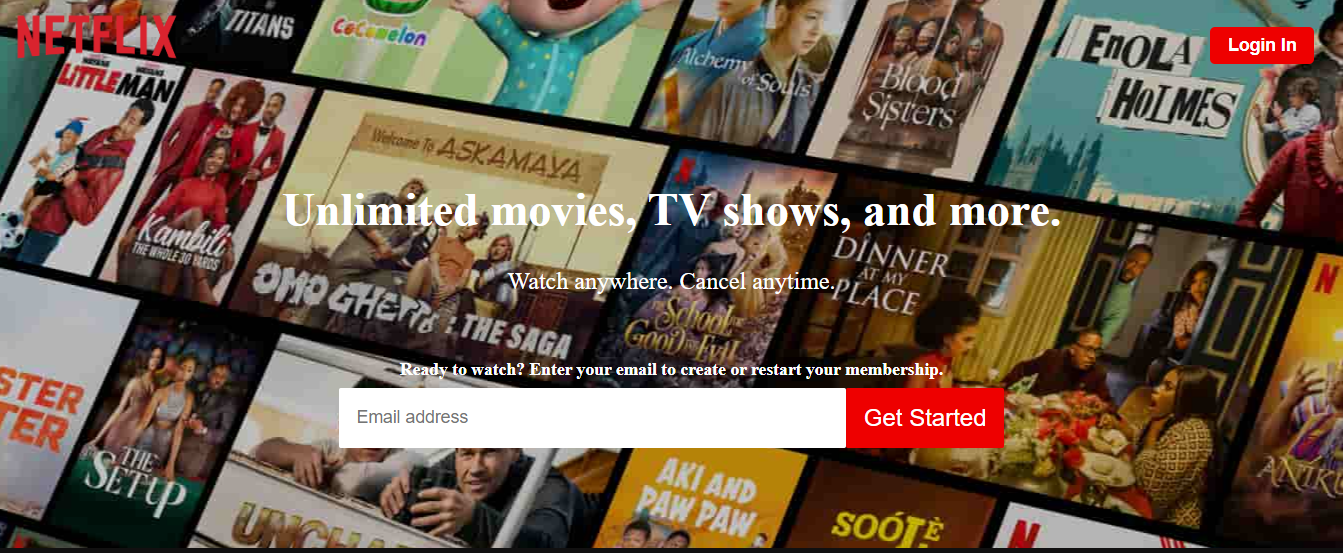 NETFLIX
TITANS
CoComelon
Alchemy
of Souls
Blood
Sisters
ENOLA
HOLMES
Login In
LITTLE MAN
Kambili
THE WHOLE 30 YARDS
Welcome To ASKAMAYA
OMO GHETTO: THE SAGA
Unlimited movies, TV shows, and more.
Watch anywhere. Cancel anytime.
N
The
School for
Good and Evil
DINNER
AT MY
PLACE
N
Ready to watch? Enter your email to create or restart your membership.
Email address
Get Started
STER
TER
THE
SET UP
UNCHA
AKI AND
PAW PAW
SOÓLÈ
N
ANIKU